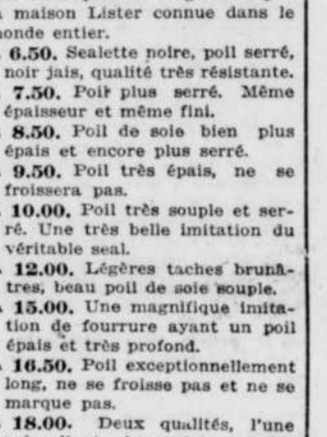 maison Lister connue dans le
onde entier.
6.50. Sealette noire, poil serré,
noir jais, qualité très résistante.
7.50. Poil plus serré. Même
épaisseur et même fini.
8.50. Poil de soie bien plus
épais et encore plus serré.
9.50. Poil très épais, ne se
froissera pas.
10.00. Poil très souple et ser-
ré. Une très belle imitation du
véritable seal.
12.00. Légères taches brunâ-
tres, beau poil de soie souple.
15.00. Une magnifique imita-
tion de fourrure ayant un poil
épais et très profond.
16.50. Poil exceptionnellement
long, ne se froisse pas et ne se
marque pas.
18.00. Deux qualités, l'une